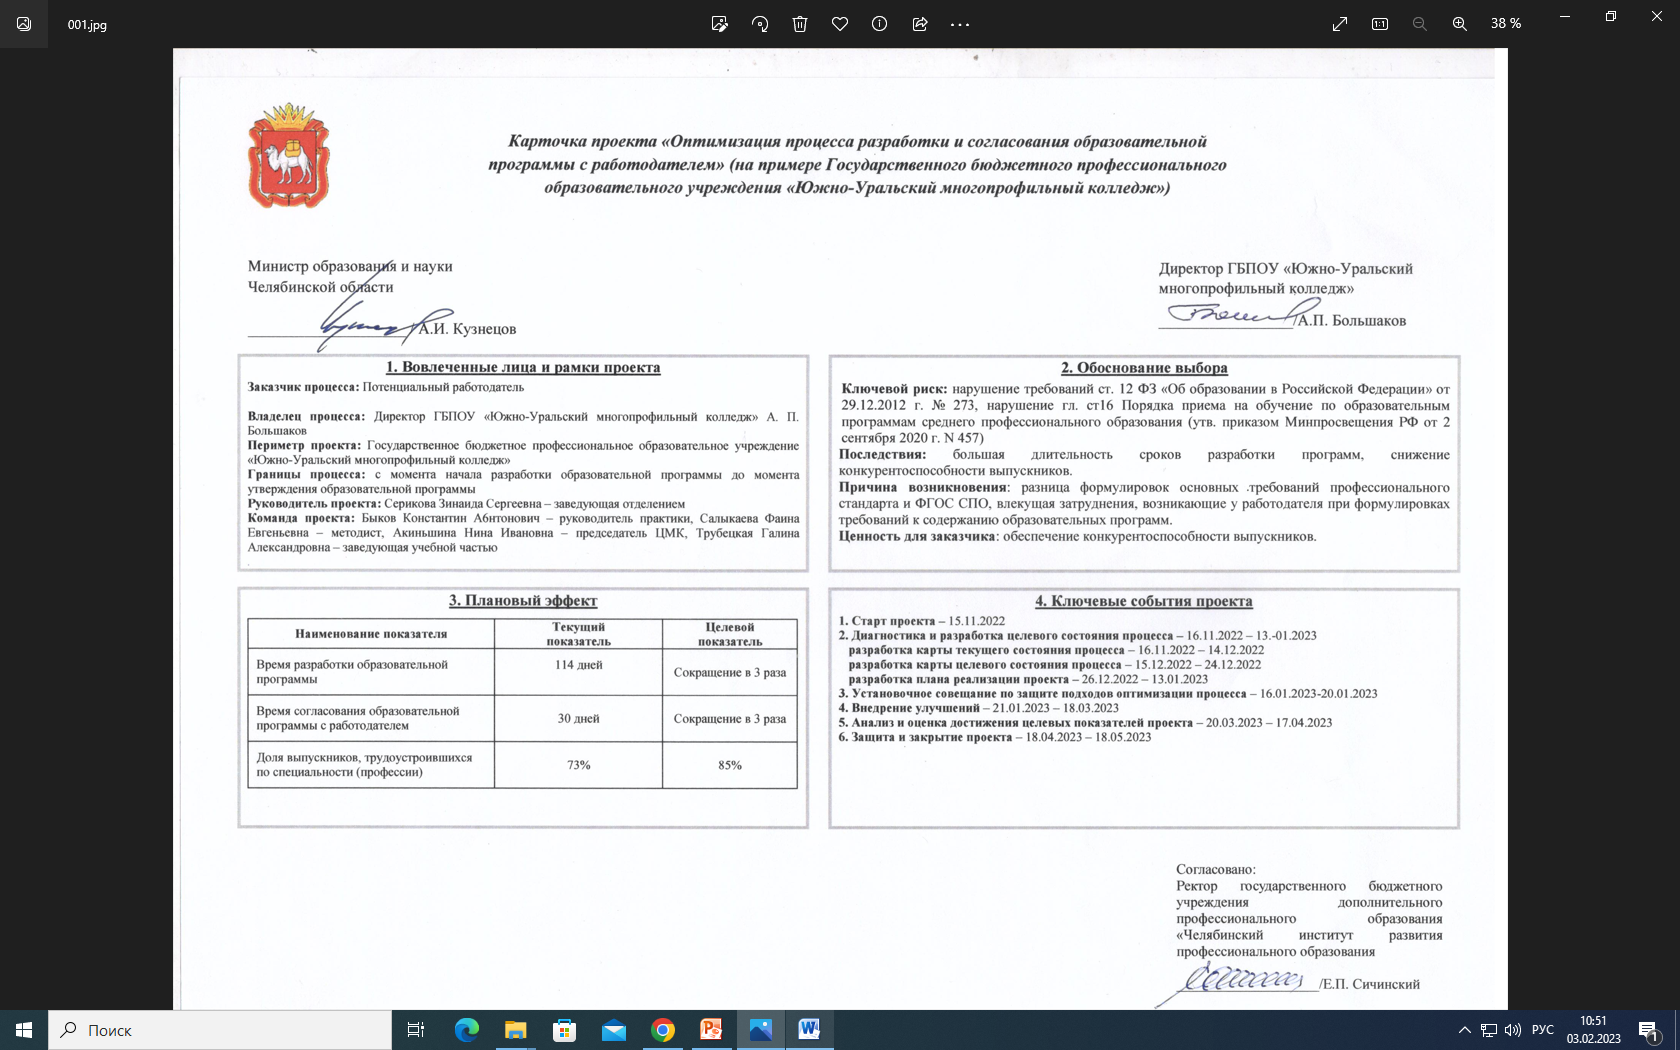 001.jpg
38 %
Карточка проекта «Оптимизация процесса разработки и согласования образовательной
программы с работодателем» (на примере Государственного бюджетного профессионального
образовательного учреждения «Южно-Уральский многопрофильный колледж»)
Министр образования и науки
Челябинской области
А.И. Кузнецов
Директор ГБПОУ «Южно-Уральский
многопрофильный колледж»
/А.П. Большаков
1. Вовлеченные лица и рамки проекта
Заказчик процесса: Потенциальный работодатель
Владелец процесса: Директор ГБПОУ «Южно-Уральский многопрофильный колледж» А. П.
Большаков
Периметр проекта: Государственное бюджетное профессиональное образовательное учреждение
«Южно-Уральский многопрофильный колледж»
Границы процесса: с момента начала разработки образовательной программы до момента
утверждения образовательной программы
Руководитель проекта: Серикова Зинаида Сергеевна – заведующая отделением
Команда проекта: Быков Константин А6нтонович – руководитель практики, Салыкаева Фаина
Евгеньевна – методист, Акиньшина Нина Ивановна – председатель ЦМК, Трубецкая Галина
Александровна – заведующая учебной частью
2. Обоснование выбора
Ключевой риск: нарушение требований ст. 12 ФЗ «Об образовании в Российской Федерации» от
29.12.2012 г. № 273, нарушение гл. ст16 Порядка приема на обучение по образовательным
программам среднего профессионального образования (утв. приказом Минпросвещения РФ от 2
сентября 2020 г. N 457)
Последствия: большая длительность сроков разработки программ, снижение
конкурентоспособности выпускников.
Причина возникновения: разница формулировок основных требований профессионального
стандарта и ФГОС СПО, влекущая затруднения, возникающие у работодателя при формулировках
требований к содержанию образовательных программ.
Ценность для заказчика: обеспечение конкурентоспособности выпускников.
3. Плановый эффект
Наименование показателя
Текущий
показатель
Целевой
показатель
Время разработки образовательной
программы
114 дней
Сокращение в 3 раза
Время согласования образовательной
программы с работодателем
30 дней
Сокращение в 3 раза
Доля выпускников, трудоустроившихся
по специальности (профессии)
73%
85%
4. Ключевые события проекта
1. Старт проекта – 15.11.2022
2. Диагностика и разработка целевого состояния процесса – 16.11.2022 – 13.-01.2023
разработка карты текущего состояния процесса – 16.11.2022 – 14.12.2022
разработка карты целевого состояния процесса – 15.12.2022 – 24.12.2022
разработка плана реализации проекта – 26.12.2022 – 13.01.2023
3. Установочное совещание по защите подходов оптимизации процесса – 16.01.2023-20.01.2023
4. Внедрение улучшений – 21.01.2023 – 18.03.2023
5. Анализ и оценка достижения целевых показателей проекта – 20.03.2023 – 17.04.2023
6. Защита и закрытие проекта – 18.04.2023 – 18.05.2023
Согласовано:
Ректор государственного бюджетного
учреждения дополнительного
профессионального образования
«Челябинский институт развития
профессионального образования
/Е.П. Сичинский
Поиск
РУС
10:51
03.02.2023
1